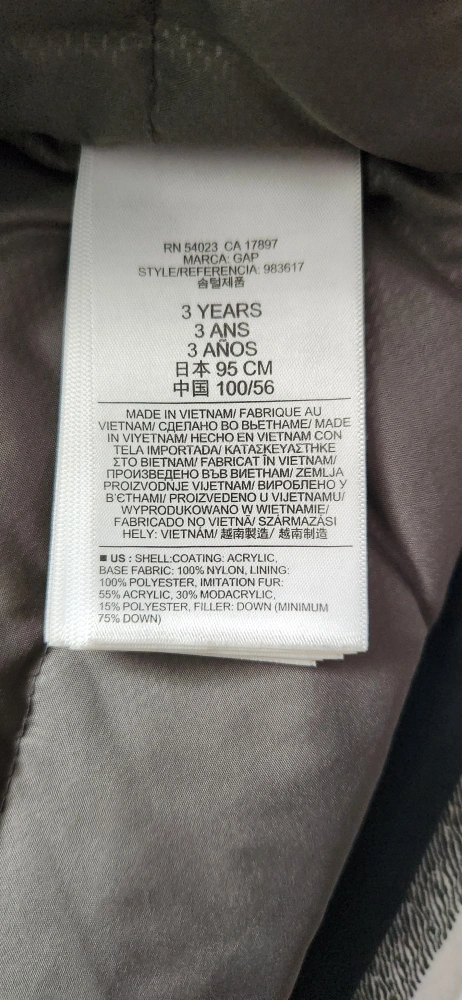 RN 54023 CA 17897
MARCA: GAP
STYLE/REFERENCIA: 983617
솜털제품
3 YEARS
3 ANS
3 AÑOS
日本 95 CM
中国 100/56
MADE IN VIETNAM/ FABRIQUE AU
VIETNAM/ СДЕЛАНО ВО ВЬЕТНАМЕ/ MADE
IN VIYETNAM/ HECHO EN VIETNAM CON
TELA IMPORTADA/ ΚΑΤΑΣΚΕΥΑΣΤΗΚΕ
ΣΤΟ ΒΙΕΤΝΑΜ/ FABRICAT ÎN VIETNAM/
ПРОИЗВЕДЕНО ВЪВ ВИЕТНАМ/ ZEMLJA
PROIZVODNJE VIJETNAM/ ВИРОБЛЕНО У
В'ЄТНАМІ/ PROIZVEDENO U VIJETNAMU/
WYPRODUKOWANO W WIETNAMIE/
FABRICADO NO VIETNÃ/ SZÁRMAZÁSI
HELY: VIETNÁM/ 越南製造/ 越南制造
■ US : SHELL:COATING: ACRYLIC,
BASE FABRIC: 100% NYLON, LINING:
100% POLYESTER, IMITATION FUR:
55% ACRYLIC, 30% MODACRYLIC,
15% POLYESTER, FILLER: DOWN (MINIMUM
75% DOWN)